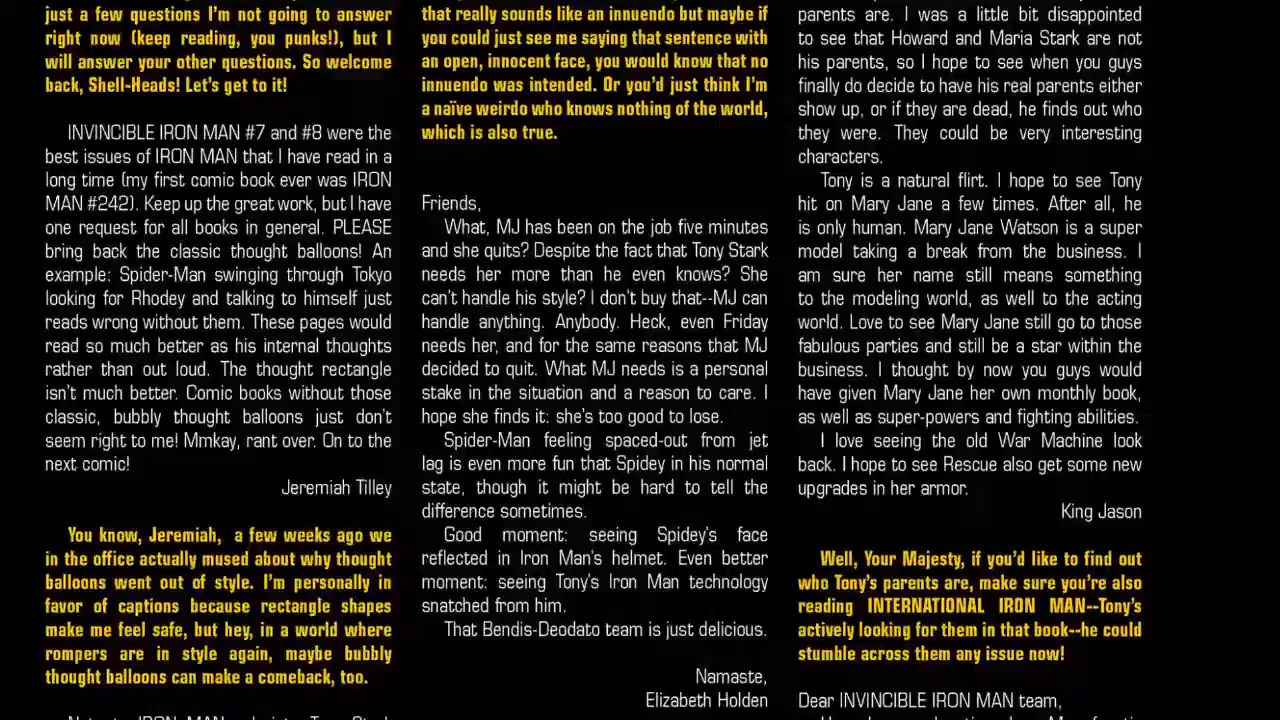 just a few questions I'm not going to answer
right now (keep reading, you punks!), but I
will answer your other questions. So welcome
back, Shell-Heads! Let's get to it!
INVINCIBLE IRON MAN #7 and #8 were the
best issues of IRON MAN that I have read in a
long time (my first comic book ever was IRON
MAN #242). Keep up the great work, but I have
one request for all books in general. PLEASE
bring back the classic thought balloons! An
example: Spider-Man swinging through Tokyo
looking for Rhodey and talking to himself just
reads wrong without them. These pages would
read so much better as his internal thoughts
rather than out loud. The thought rectangle
isn't much better. Comic books without those
classic, bubbly thought balloons just don't
seem right to me! Mmkay, rant over. On to the
next comic!
Jeremiah Tilley
You know, Jeremiah, a few weeks ago we
in the office actually mused about why thought
balloons went out of style. I'm personally in
favor of captions because rectangle shapes
make me feel safe, but hey, in a world where
rompers are in style again, maybe bubbly
thought balloons can make a comeback, too.
that really sounds like an innuendo but maybe if
you could just see me saying that sentence with
an open, innocent face, you would know that no
innuendo was intended. Or you'd just think I'm
a naïve weirdo who knows nothing of the world,
which is also true.
Friends,
What, MJ has been on the job five minutes
and she quits? Despite the fact that Tony Stark
needs her more than he even knows? She
can't handle his style? I don't buy that--MJ can
handle anything. Anybody. Heck, even Friday
needs her, and for the same reasons that MJ
decided to quit. What MJ needs is a personal
stake in the situation and a reason to care. I
hope she finds it: she's too good to lose.
Spider-Man feeling spaced-out from jet
lag is even more fun that Spidey in his normal
state, though it might be hard to tell the
difference sometimes.
Good moment: seeing Spidey's face
reflected in Iron Man's helmet. Even better
moment: seeing Tony's Iron Man technology
snatched from him.
That Bendis-Deodato team is just delicious.
Namaste,
Elizabeth Holden
parents are. I was a little bit disappointed
to see that Howard and Maria Stark are not
his parents, so I hope to see when you guys
finally do decide to have his real parents either
show up, or if they are dead, he finds out who
they were. They could be very interesting
characters.
Tony is a natural flirt. I hope to see Tony
hit on Mary Jane a few times. After all, he
is only human. Mary Jane Watson is a super
model taking a break from the business. I
am sure her name still means something
to the modeling world, as well to the acting
world. Love to see Mary Jane still go to those
fabulous parties and still be a star within the
business. I thought by now you guys would
have given Mary Jane her own monthly book,
as well as super-powers and fighting abilities.
I love seeing the old War Machine look
back. I hope to see Rescue also get some new
upgrades in her armor.
King Jason
Well, Your Majesty, if you'd like to find out
who Tony's parents are, make sure you're also
reading INTERNATIONAL IRON MAN--Tony's
actively looking for them in that book--he could
stumble across them any issue now!
Dear INVINCIBLE IRON MAN team,